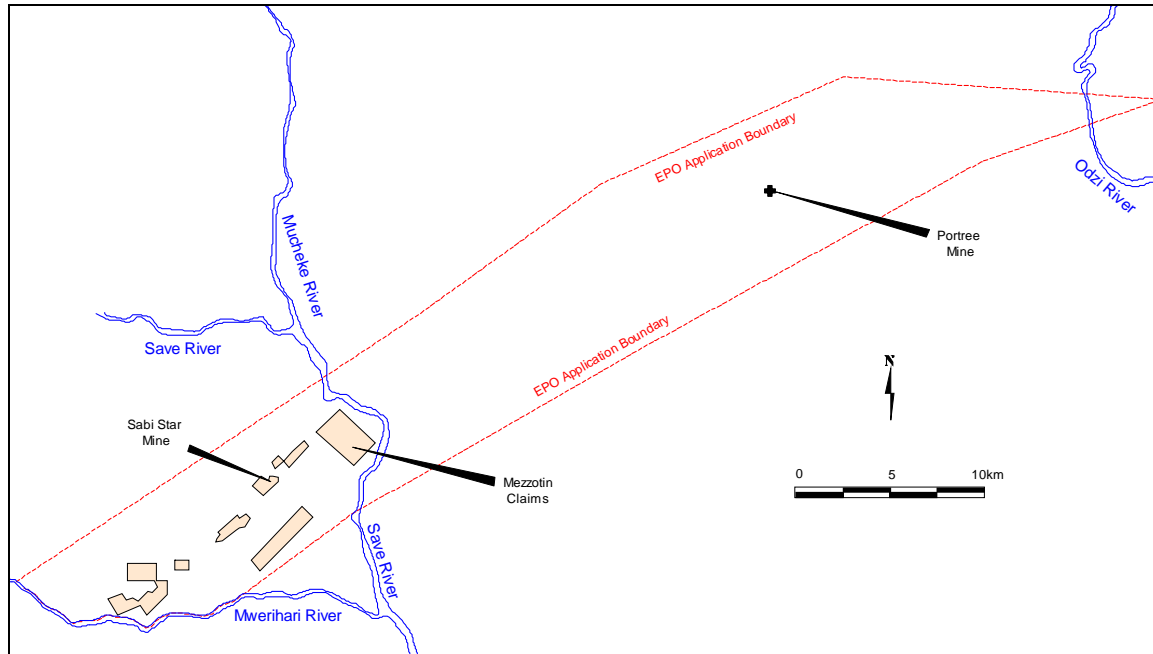 EPO Application Boundary
Odzi River
Portree
Mine
Mucheke River
Save River
EPO Application Boundary
N
Sabi Star
Mine
Mezzotin
Claims
0 5 10km
Save River
Mwerihari River